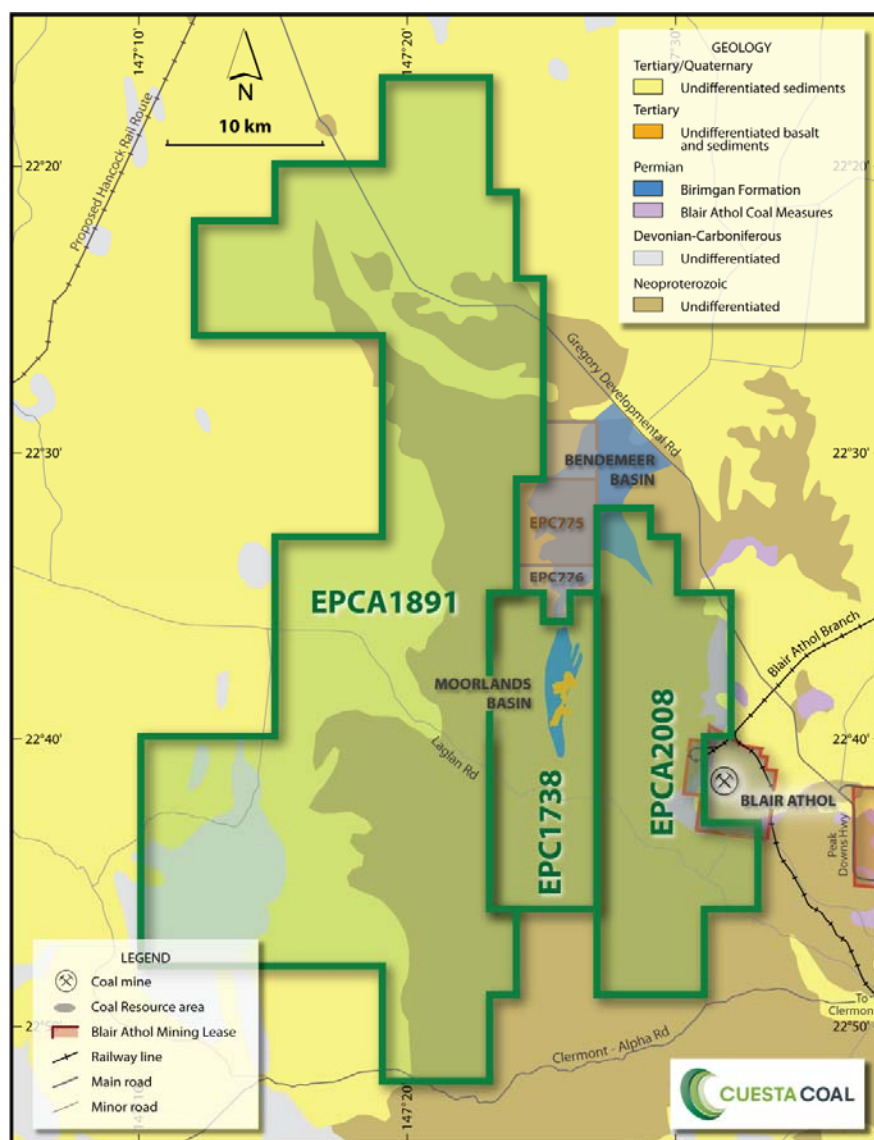 147°10'
147°20'
147°30'
GEOLOGY
Tertiary/Quaternary
Undifferentiated sediments
Tertiary
Undifferentiated basalt
and sediments
Permian
Birimgan Formation
Blair Athol Coal Measures
Devonian-Carboniferous
Undifferentiated
Neoproterozoic
Undifferentiated
N
10 km
Proposed Hancock Rail Route
22°20'
22°20'
Gregory Developmental Rd
22°30'
22°30'
BENDEMEER
BASIN
EPC775
EPC776
EPCA1891
Blair Athol Branch
MOORLANDS
BASIN
22°40'
22°40'
Laglan Rd
EPC1738
EPCA2008
BLAIR ATHOL
Peak
Downs Hwy
LEGEND
Coal mine
Coal Resource area
Blair Athol Mining Lease
Railway line
Main road
Minor road
To
Clermont
22°50'
22°50'
Clermont - Alpha Rd
147°10'
147°20'
CUESTA COAL